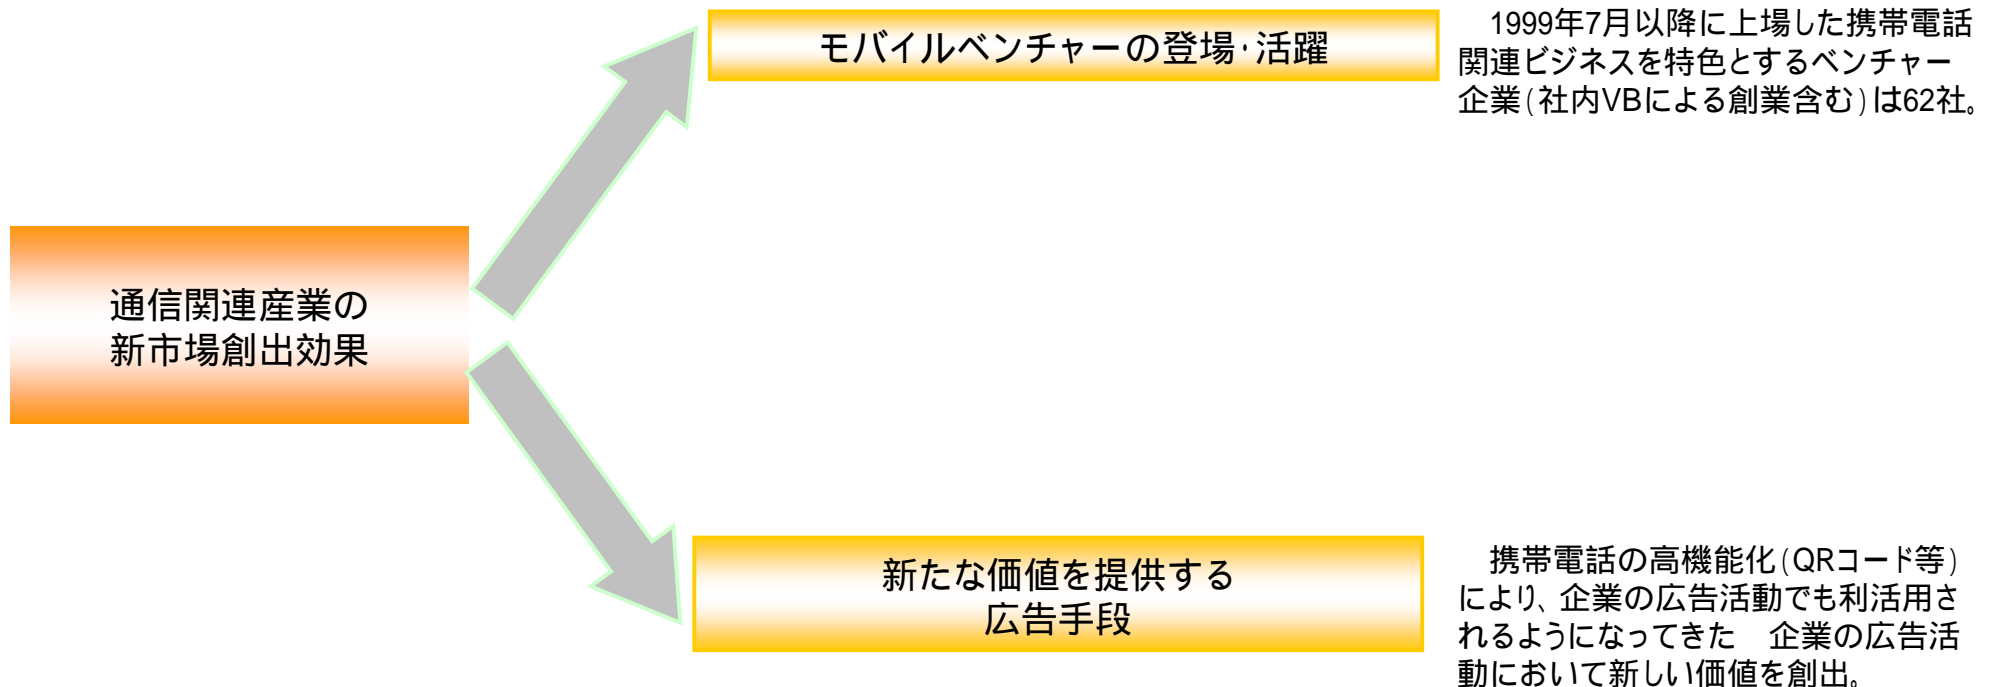 モバイルベンチャーの登場・活躍
1999年7月以降に上場した携帯電話
関連ビジネスを特色とするベンチャー
企業（社内VBによる創業含む）は62社。
通信関連産業の
新市場創出効果
新たな価値を提供する
広告手段
携帯電話の高機能化（QRコード等）
により、企業の広告活動でも利活用さ
れるようになってきた　企業の広告活
動において新しい価値を創出。